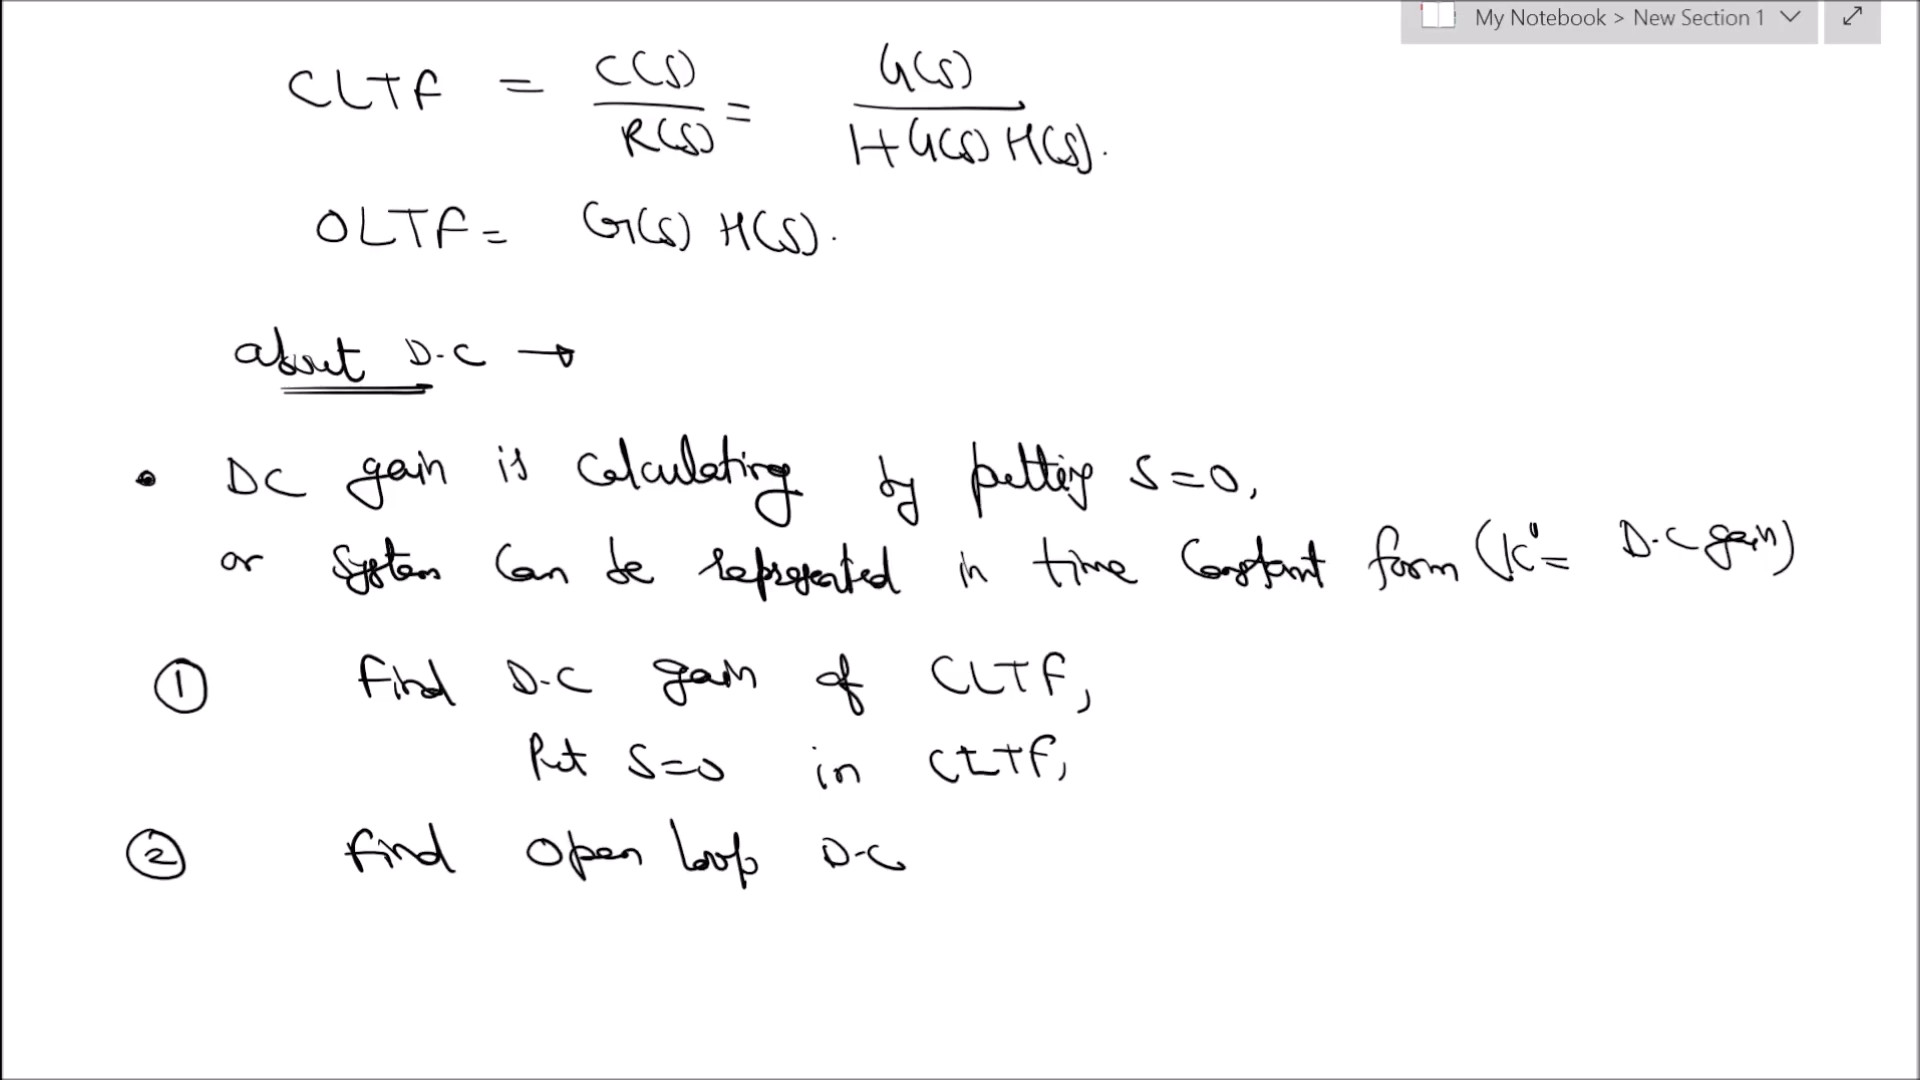 My Notebook > New Section 1
CLTF = C(S)/R(S) = G(S)/1+G(S) H(S).
OLTF = G(S) H(S).
about D.C →
• DC gain is calculating by putting S=0,
or system can be represented in time constant form (K'' = D.C gain)
① find D.C gain of CLTF,
Put S=0 in CLTF,
② find open loop D.C